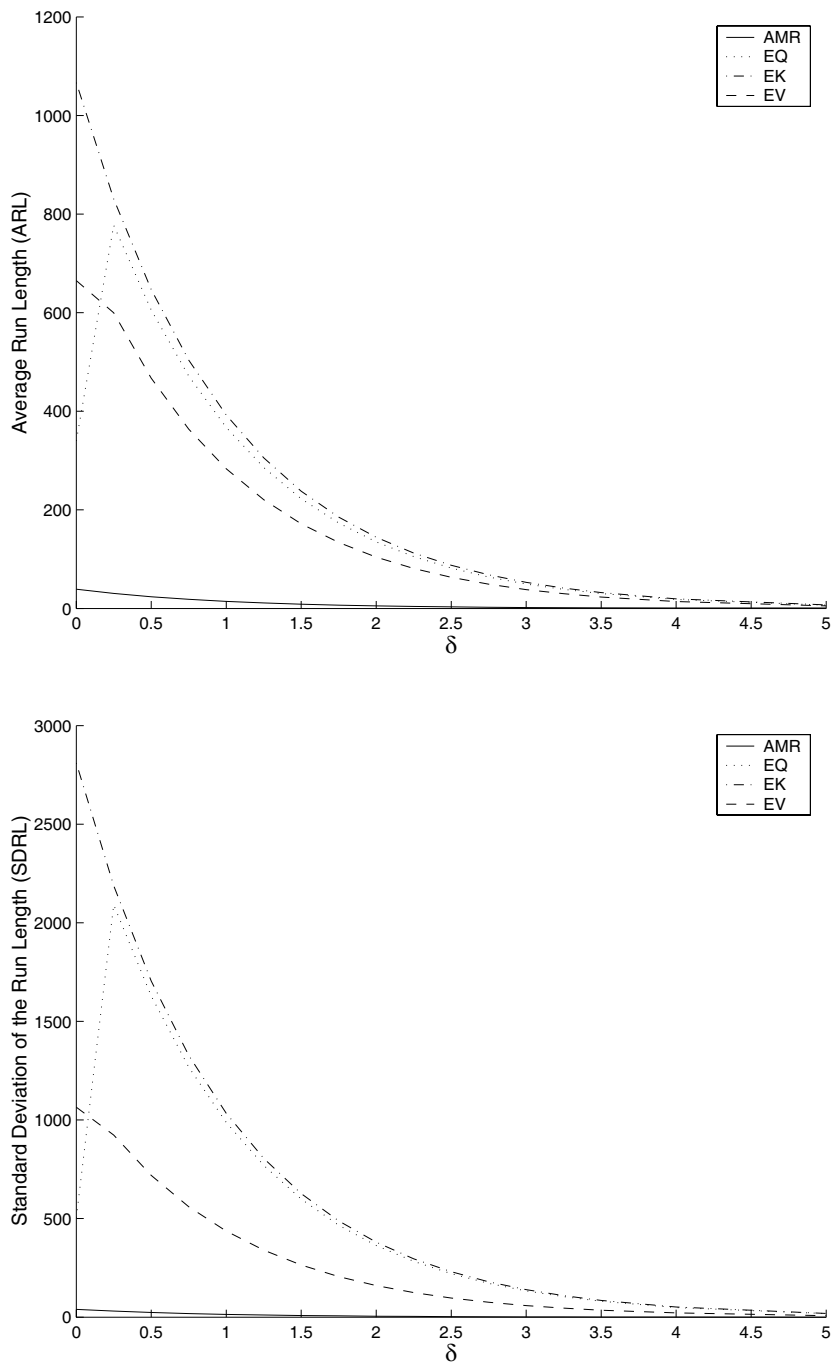 1200
1000
800
600
400
200
0
Average Run Length (ARL)
AMR
EQ
EK
EV
0 0.5 1 1.5 2 2.5 3 3.5 4 4.5 5
δ
3000
2500
2000
1500
1000
500
0
Standard Deviation of the Run Length (SDRL)
AMR
EQ
EK
EV
0 0.5 1 1.5 2 2.5 3 3.5 4 4.5 5
δ